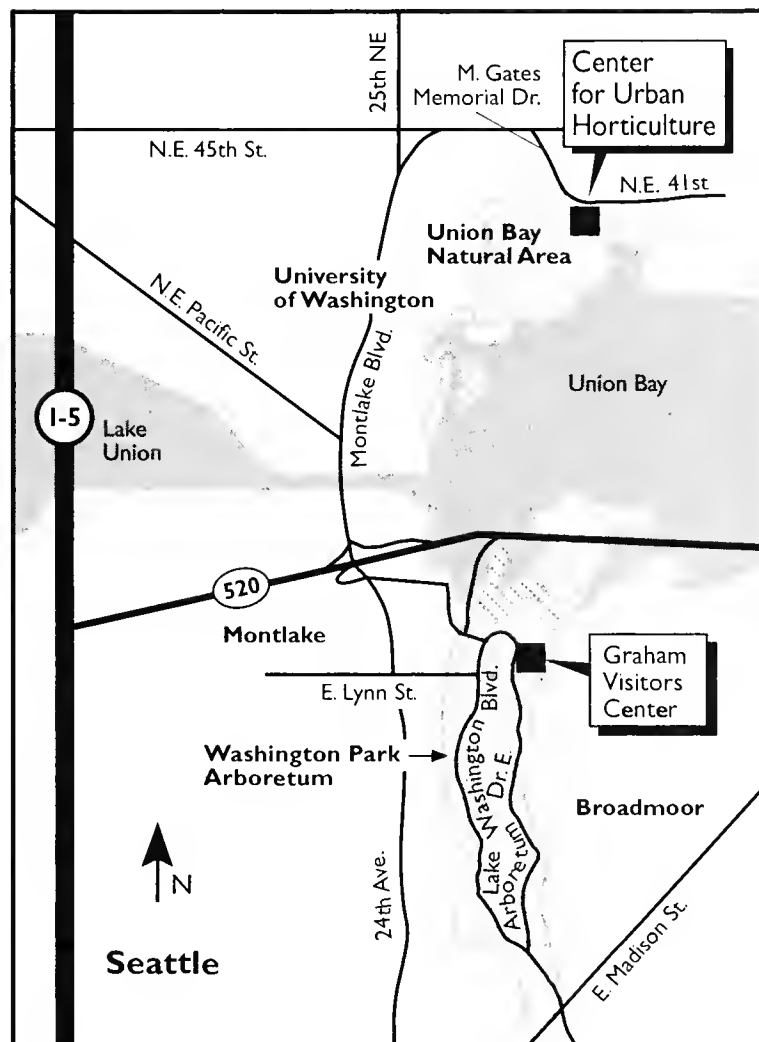 25th NE
M. Gates
Memorial Dr.
Center
for Urban
Horticulture
N.E. 45th St.
N.E. 41st
Union Bay
Natural Area
University
of Washington
N.E. Pacific St.
Montlake Blvd.
Union Bay
I-5
Lake
Union
520
Montlake
Graham
Visitors
Center
E. Lynn St.
Lake Washington Blvd.
Arboretum Dr. E.
Washington Park
Arboretum
Broadmoor
N
24th Ave.
E. Madison St.
Seattle